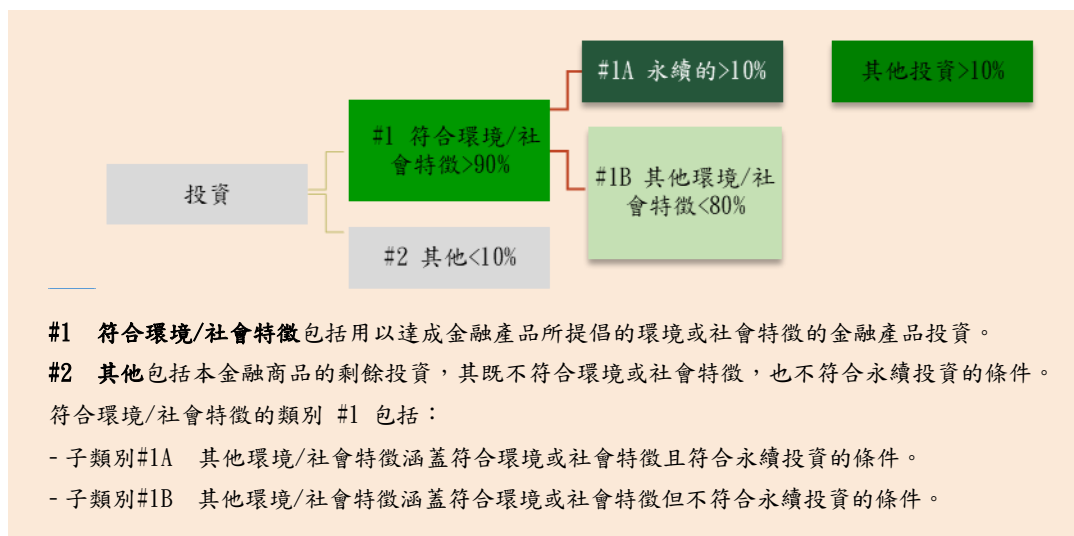 投資
#1 符合環境/社
會特徵>90%
#2 其他<10%
#1A 永續的>10%
#1B 其他環境/社
會特徵<80%
其他投資>10%
#1 符合環境/社會特徵包括用以達成金融產品所提倡的環境或社會特徵的金融產品投資。
#2 其他包括本金融商品的剩餘投資，其既不符合環境或社會特徵，也不符合永續投資的條件。
符合環境/社會特徵的類別 #1 包括：
- 子類別#1A 其他環境/社會特徵涵蓋符合環境或社會特徵且符合永續投資的條件。
- 子類別#1B 其他環境/社會特徵涵蓋符合環境或社會特徵但不符合永續投資的條件。